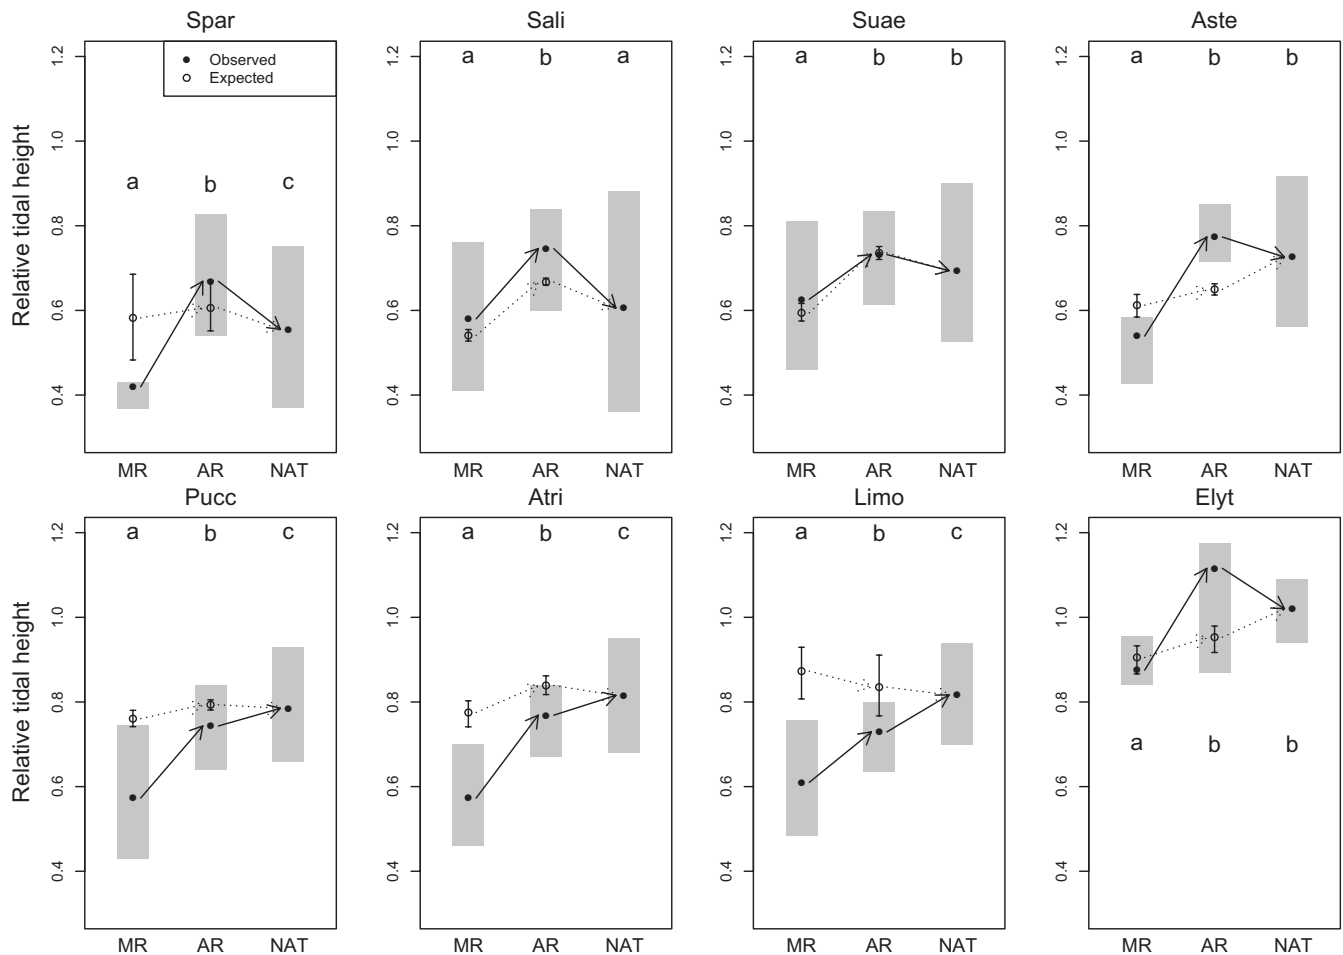 Spar Sali Suae Aste
Observed
Expected
a b a
a b b
a b b
a b c
0.4 0.6 0.8 1.0 1.2
0.4 0.6 0.8 1.0 1.2
0.4 0.6 0.8 1.0 1.2
0.4 0.6 0.8 1.0 1.2
Relative tidal height
MR AR NAT MR AR NAT MR AR NAT MR AR NAT
Pucc Atri Limo Elyt
a b c
a b c
a b c
a b b
0.4 0.6 0.8 1.0 1.2
0.4 0.6 0.8 1.0 1.2
0.4 0.6 0.8 1.0 1.2
0.4 0.6 0.8 1.0 1.2
Relative tidal height
MR AR NAT MR AR NAT MR AR NAT MR AR NAT